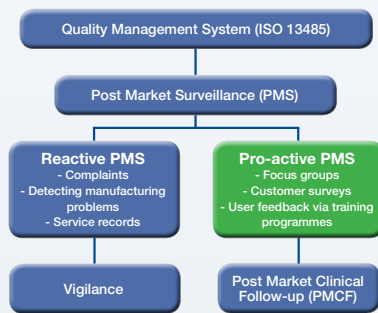 Quality Management System (ISO 13485)
Post Market Surveillance (PMS)
Reactive PMS
- Complaints
- Detecting manufacturing
problems
- Service records
Pro-active PMS
- Focus groups
- Customer surveys
- User feedback via training
programmes
Vigilance
Post Market Clinical
Follow-up (PMCF)